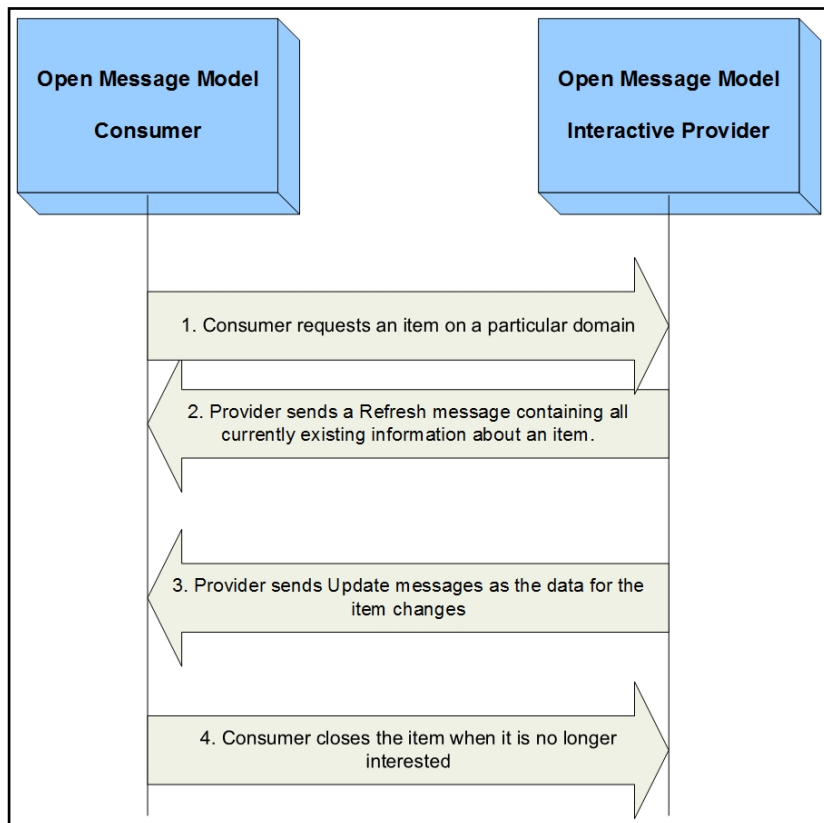 Open Message Model
Consumer
Open Message Model
Interactive Provider
1. Consumer requests an item on a particular domain
2. Provider sends a Refresh message containing all
currently existing information about an item.
3. Provider sends Update messages as the data for the
item changes
4. Consumer closes the item when it is no longer
interested